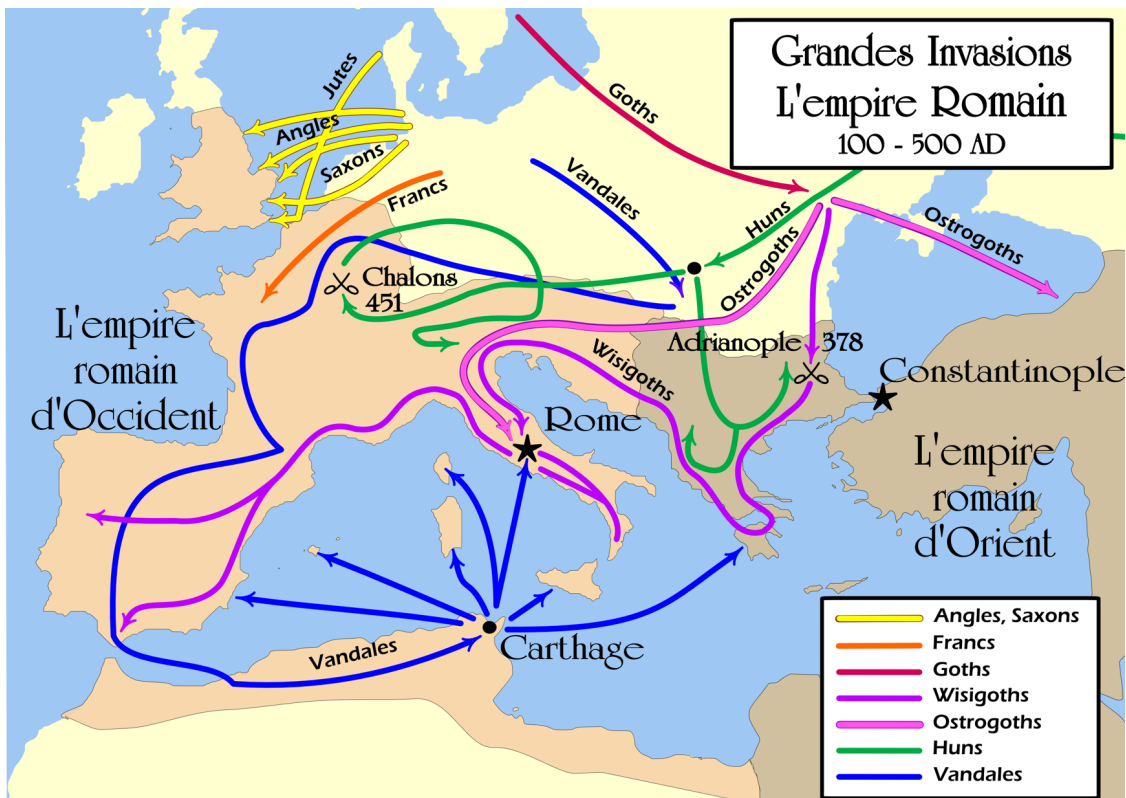 Grandes Invasions
L'empire Romain
100 - 500 AD
Jutes
Angles
Saxons
Francs
Goths
Vandales
Huns
Ostrogoths
Ostrogoths
Chalons
451
L'empire
romain
d'Occident
Adrianople 378
Wisigoths
Constantinople
Rome
L'empire
romain
d'Orient
Carthage
Vandales
Angles, Saxons
Francs
Goths
Wisigoths
Ostrogoths
Huns
Vandales